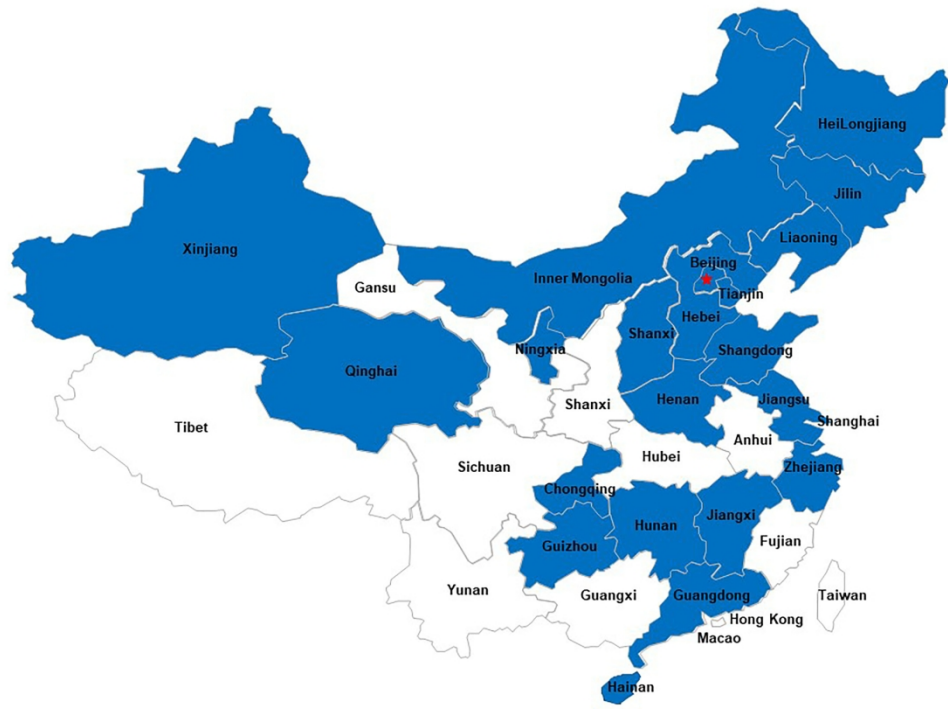 HeiLongjiang
Jilin
Liaoning
Xinjiang
Beijing
Inner Mongolia
Gansu
Tianjin
Hebei
Shanxi
Ningxia
Shangdong
Qinghai
Henan
Jiangsu
Shanxi
Shanghai
Tibet
Anhui
Hubei
Sichuan
Zhejiang
Chongqing
Jiangxi
Hunan
Fujian
Guizhou
Yunan
Guangxi
Guangdong
Taiwan
Hong Kong
Macao
Hainan